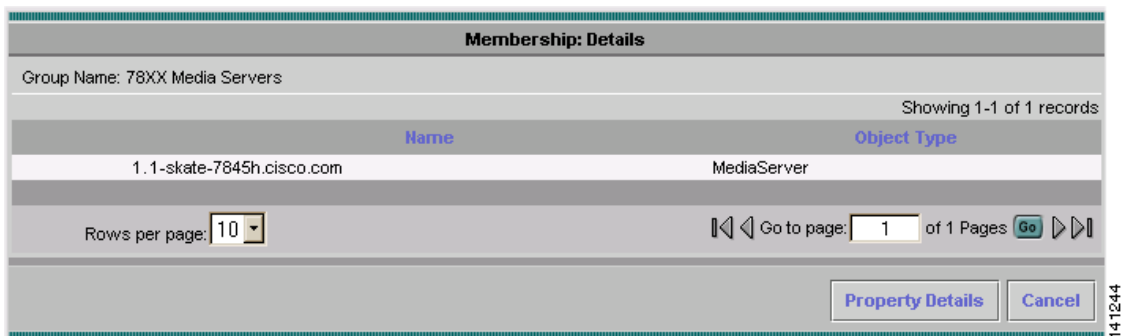 Membership: Details
Group Name: 78XX Media Servers
Showing 1-1 of 1 records
Name Object Type
1.1-skate-7845h.cisco.com MediaServer
Rows per page: 10 Go to page: 1 of 1 Pages Go
Property Details Cancel
141244